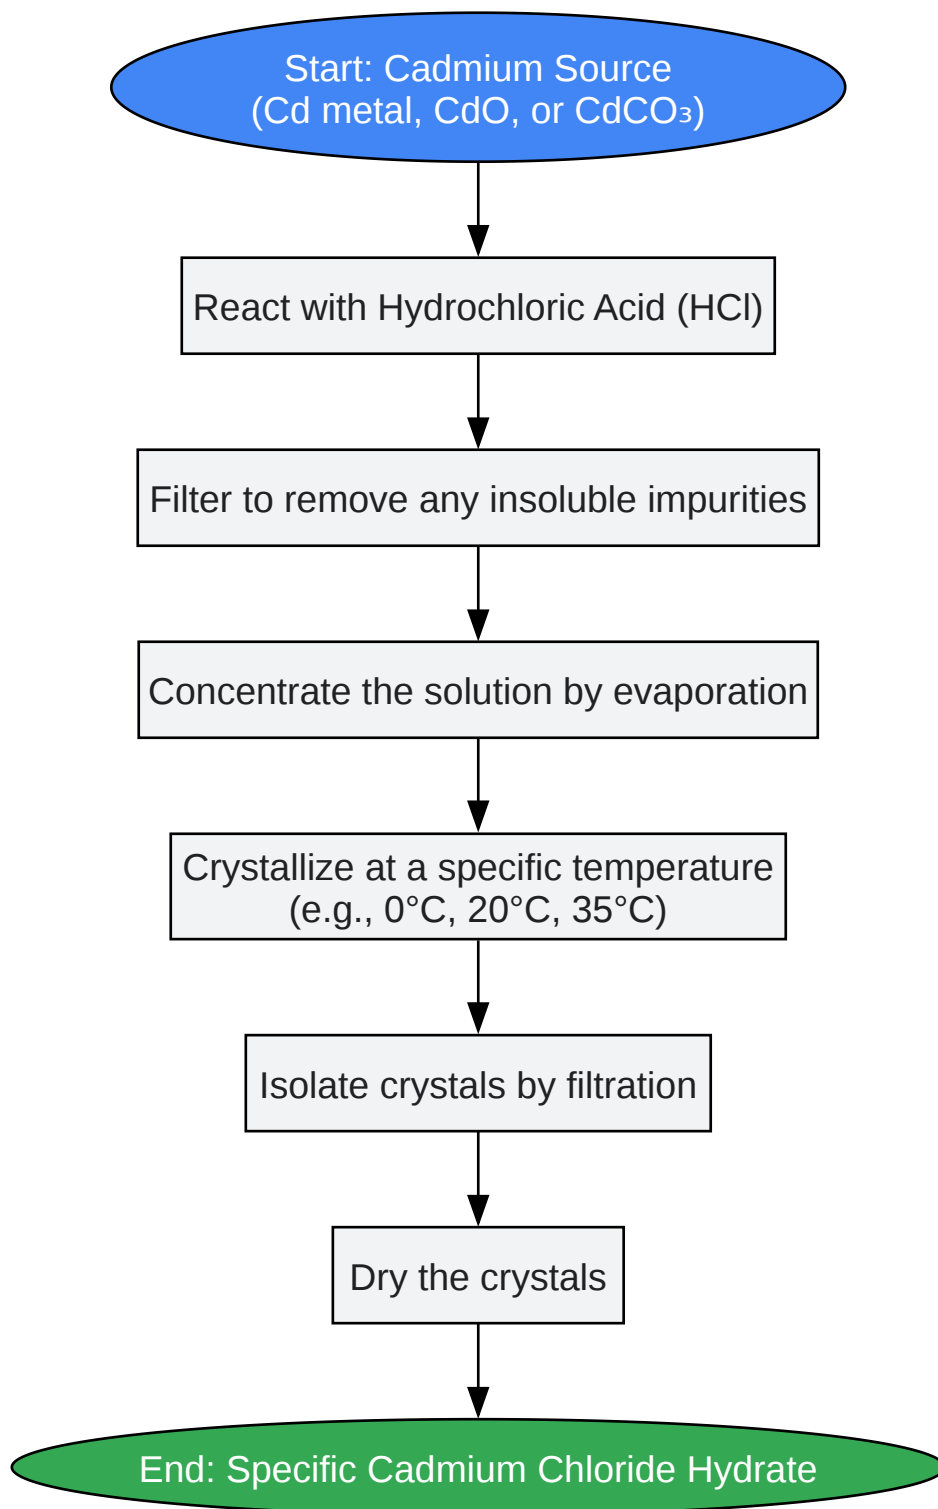 Start: Cadmium Source
(Cd metal, CdO, or CdCO₃)
React with Hydrochloric Acid (HCl)
Filter to remove any insoluble impurities
Concentrate the solution by evaporation
Crystallize at a specific temperature
(e.g., 0°C, 20°C, 35°C)
Isolate crystals by filtration
Dry the crystals
End: Specific Cadmium Chloride Hydrate